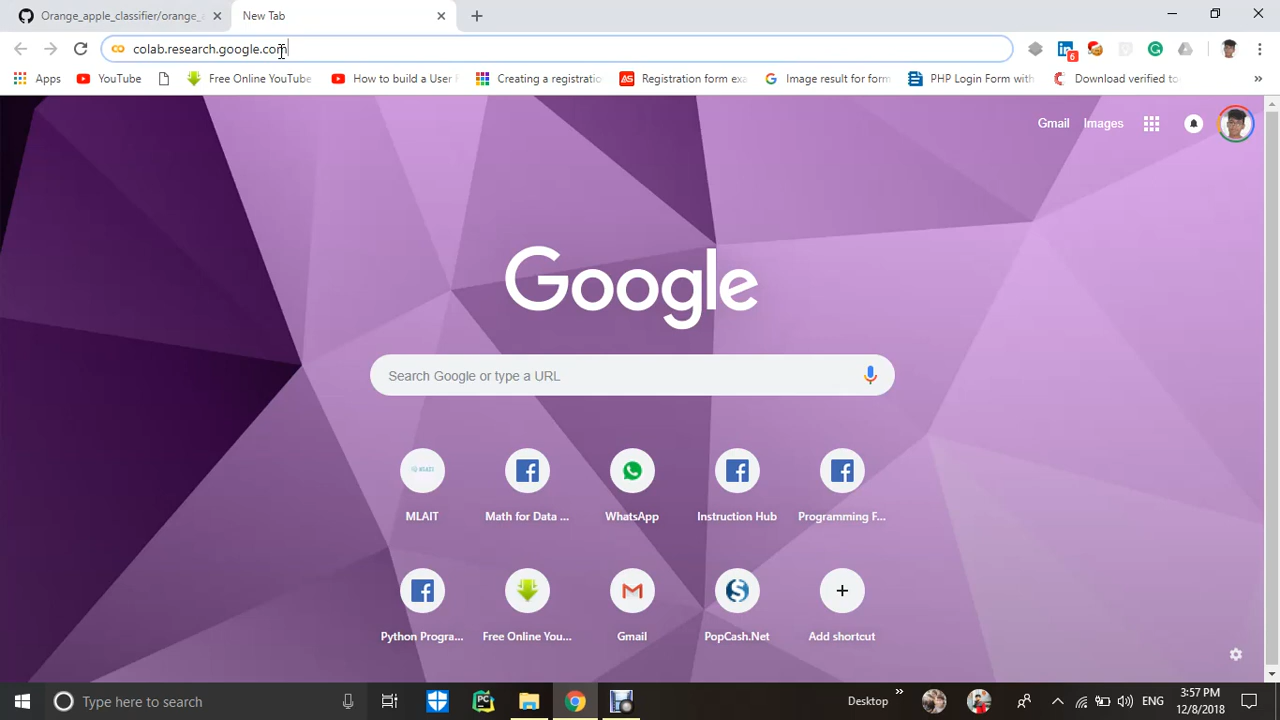 Orange_apple_classifier/orange_a
New Tab
colab.research.google.com
6
Apps
YouTube
Free Online YouTube
How to build a User
Creating a registratio
Registration form exa
Image result for form
PHP Login Form with
Download verified to
»
Gmail
Images
Google
Search Google or type a URL
MLAIT
Math for Data ...
WhatsApp
Instruction Hub
Programming F...
Python Progra...
Free Online You...
Gmail
PopCash.Net
Add shortcut
Type here to search
Desktop
»
ENG
3:57 PM
12/8/2018